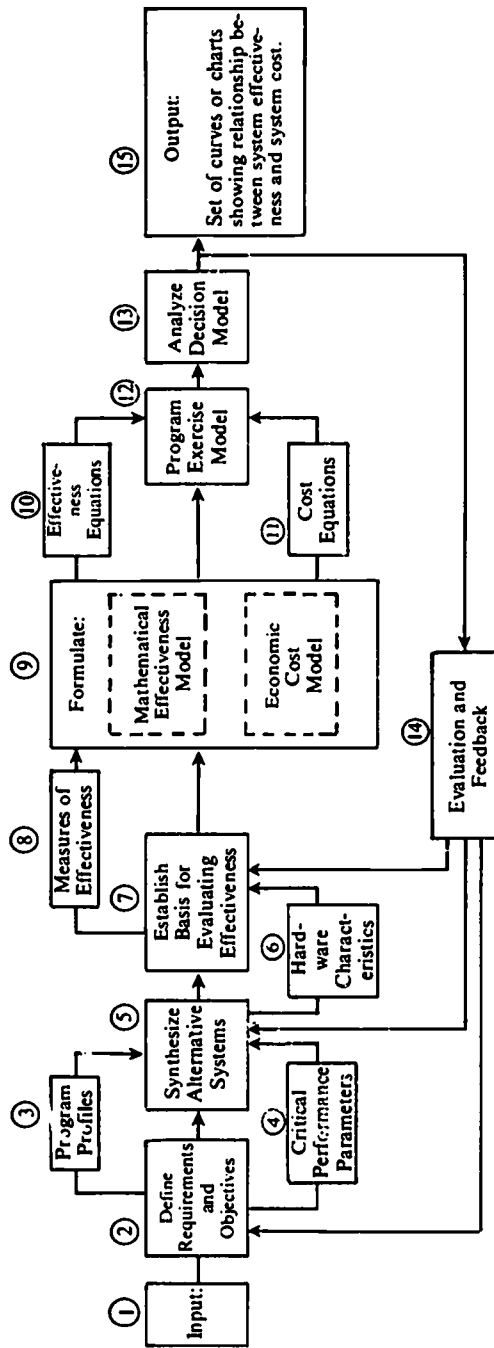 ①
Input:
②
Define
Requirements
and
Objectives
③
Program
Profiles
④
Critical
Performance
Parameters
⑤
Synthesize
Alternative
Systems
⑥
Hard-
ware
Charact-
eristics
⑦
Establish
Basis for
Evaluating
Effectiveness
⑧
Measures of
Effectiveness
⑨
Formulate:
Mathematical
Effectiveness
Model
Economic
Cost Model
⑩
Effective-
ness
Equations
⑪
Cost
Equations
⑫
Program
Exercise
Model
⑬
Analyze
Decision
Model
⑭
Evaluation and
Feedback
⑮
Output:
Set of curves or charts
showing relationship be-
tween system effective-
ness and system cost.